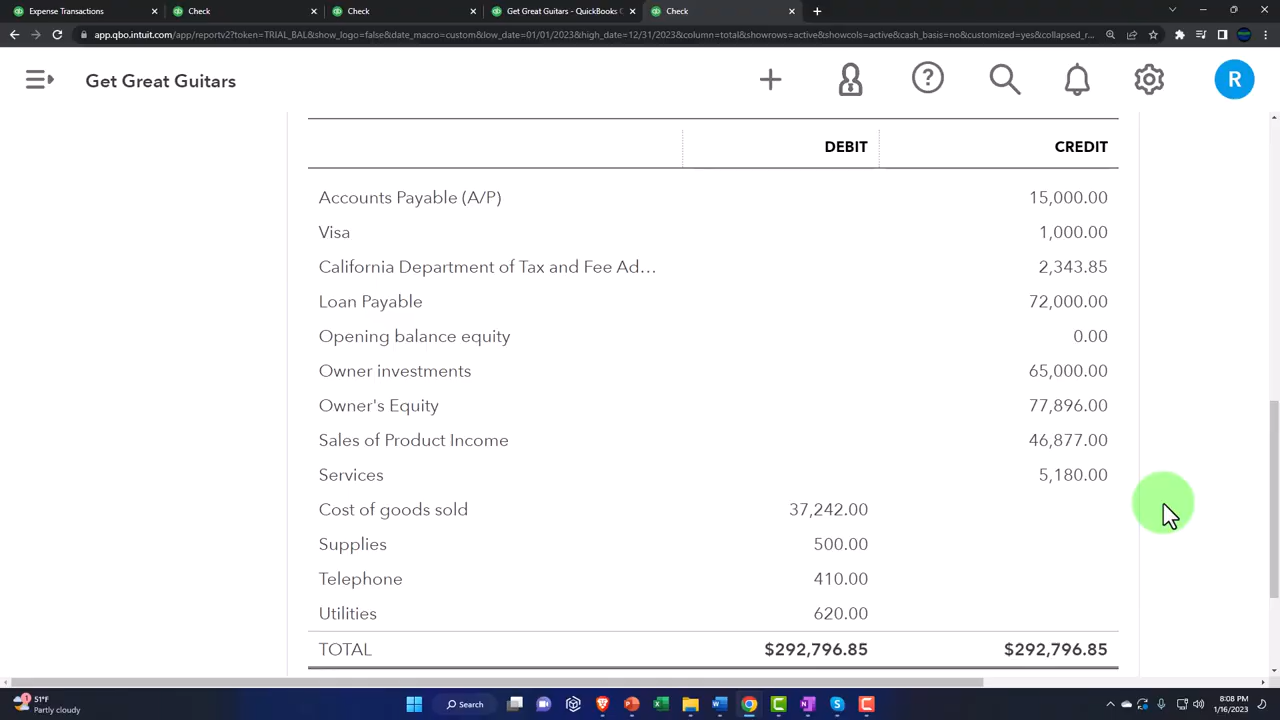 Expense Transactions
Check
Check
Get Great Guitars - QuickBooks C
Check
app.qbo.intuit.com/app/reportv2?token=TRIAL_BAL&show_logo=false&date_macro=custom&low_date=01/01/2023&high_date=12/31/2023&column=total&showrows=active&showcols=active&cash_basis=no&customized=yes&collapsed_r...
Get Great Guitars
R
DEBIT CREDIT
Accounts Payable (A/P) 15,000.00
Visa 1,000.00
California Department of Tax and Fee Ad... 2,343.85
Loan Payable 72,000.00
Opening balance equity 0.00
Owner investments 65,000.00
Owner's Equity 77,896.00
Sales of Product Income 46,877.00
Services 5,180.00
Cost of goods sold 37,242.00
Supplies 500.00
Telephone 410.00
Utilities 620.00
TOTAL $292,796.85 $292,796.85
51°F
Partly cloudy
Search
8:08 PM
1/16/2023